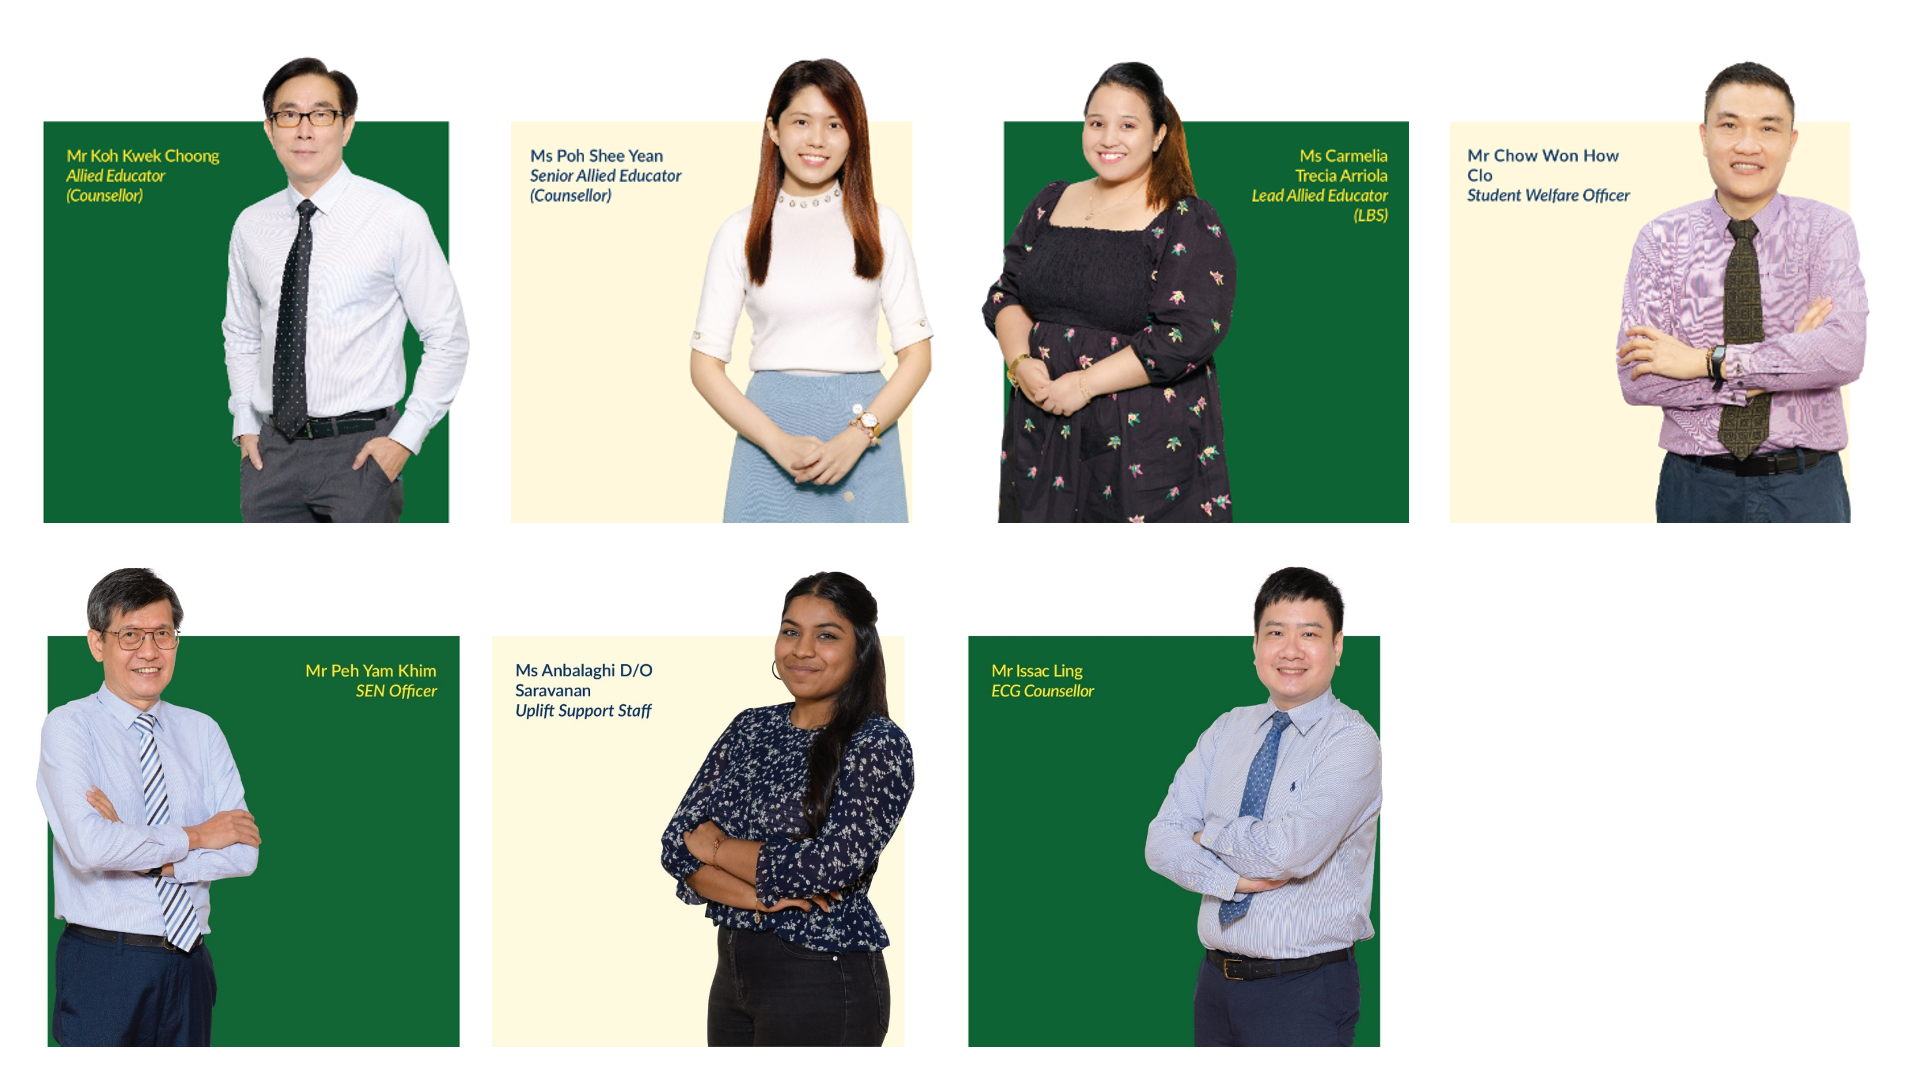 Mr Koh Kwek Choong
Allied Educator
(Counsellor)
Ms Poh Shee Yean
Senior Allied Educator
(Counsellor)
Ms Carmelia
Trecia Arriola
Lead Allied Educator
(LBS)
Mr Chow Won How
Clo
Student Welfare Officer
Mr Peh Yam Khim
SEN Officer
Ms Anbalaghi D/O
Saravanan
Uplift Support Staff
Mr Issac Ling
ECG Counsellor